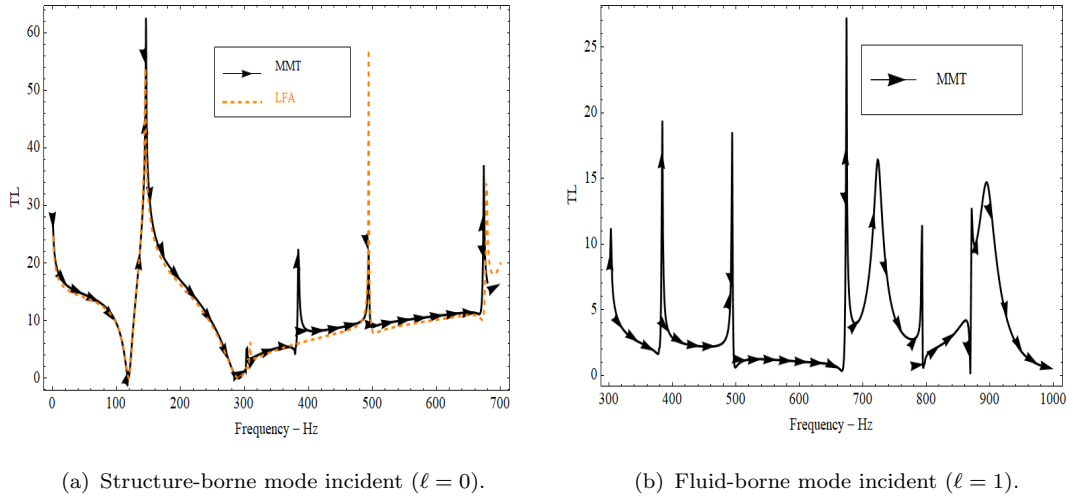 60
50
40
30
20
10
0
TL
0 100 200 300 400 500 600 700
Frequency – Hz
MMT
LFA
(a) Structure-borne mode incident (ℓ = 0).
25
20
15
10
5
0
TL
300 400 500 600 700 800 900 1000
Frequency – Hz
MMT
(b) Fluid-borne mode incident (ℓ = 1).